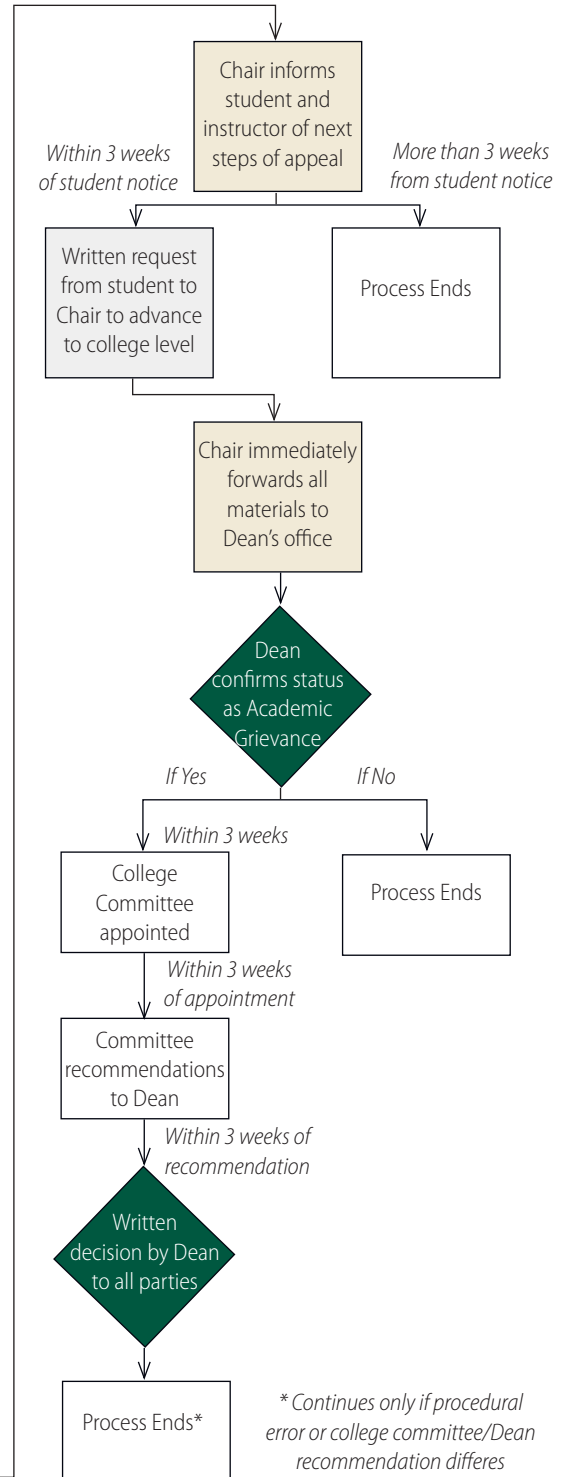 Chair informs
student and
instructor of next
steps of appeal
Within 3 weeks
of student notice
More than 3 weeks
from student notice
Written request
from student to
Chair to advance
to college level
Process Ends
Chair immediately
forwards all
materials to
Dean's office
Dean
confirms status
as Academic
Grievance
If Yes
If No
Within 3 weeks
College
Committee
appointed
Process Ends
Within 3 weeks
of appointment
Committee
recommendations
to Dean
Within 3 weeks of
recommendation
Written
decision by Dean
to all parties
Process Ends*
* Continues only if procedural
error or college committee/Dean
recommendation differes